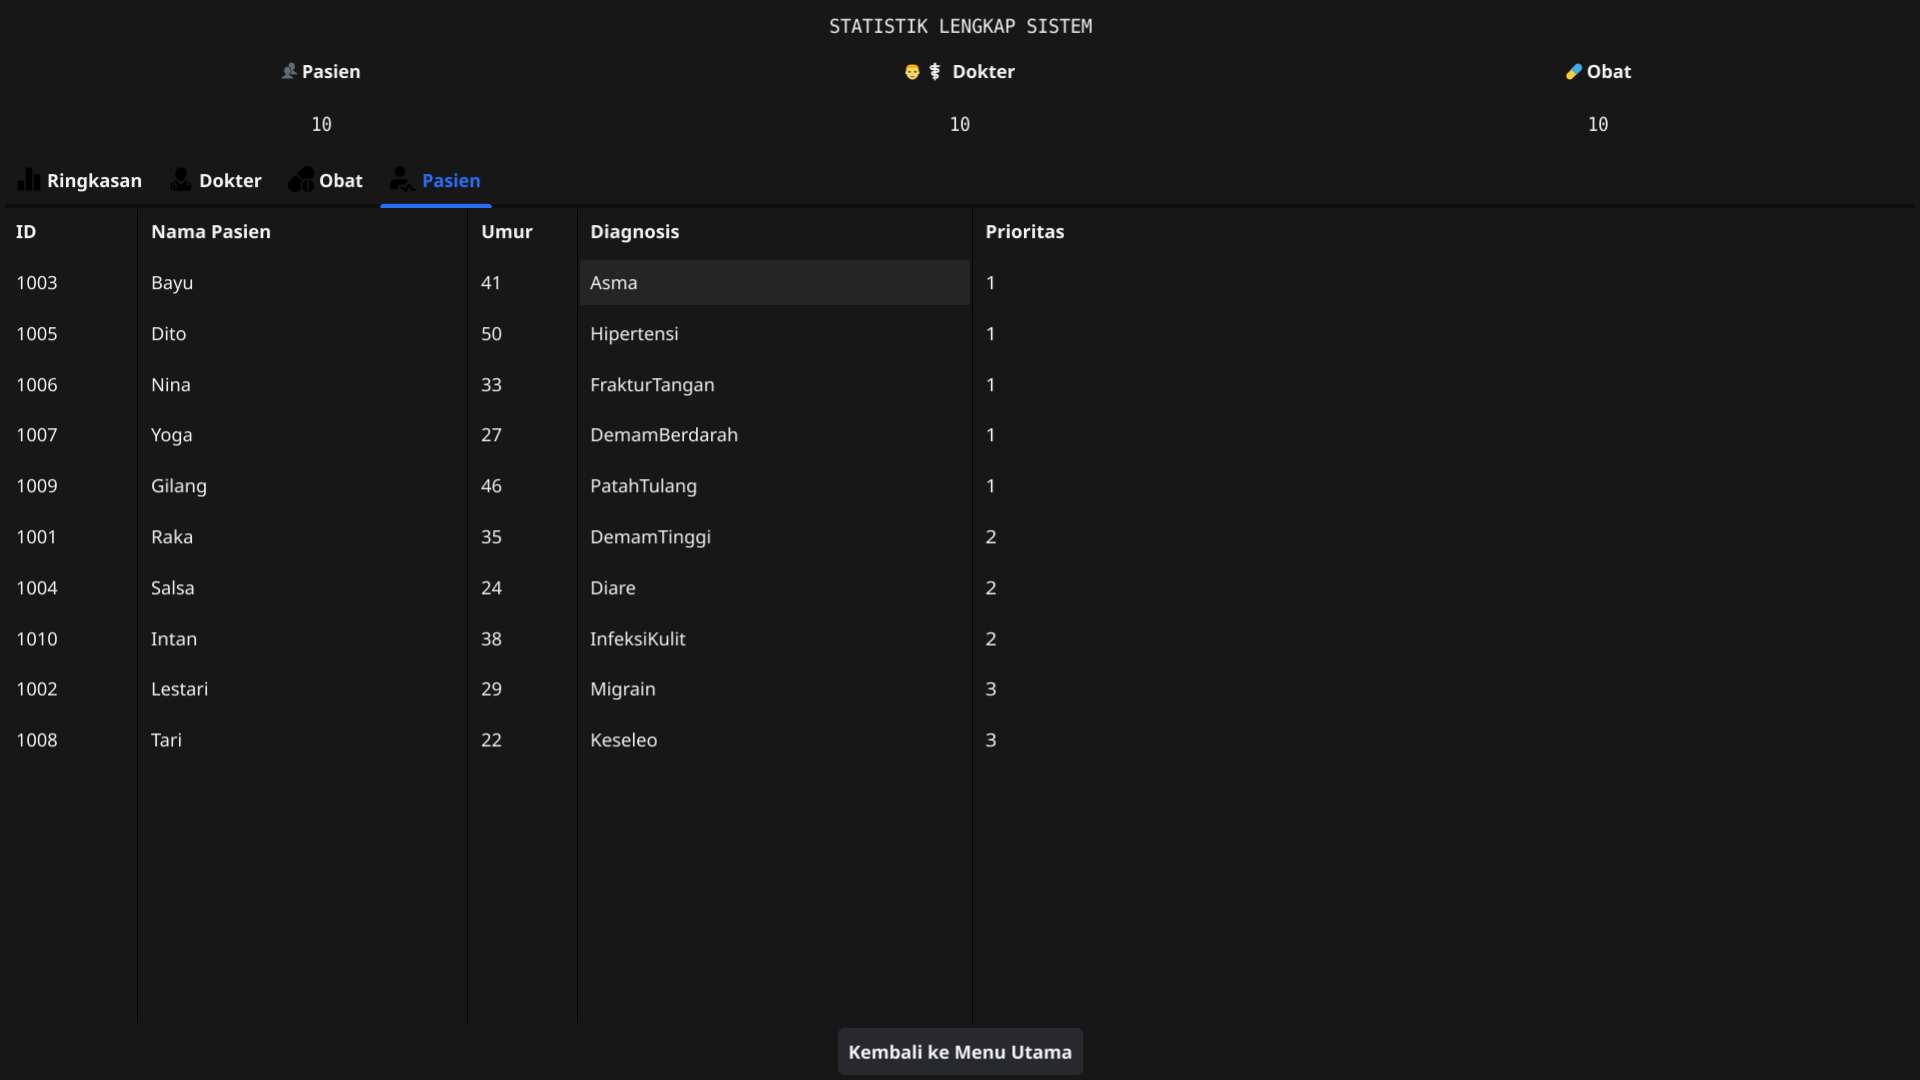 STATISTIK LENGKAP SISTEM
Pasien Dokter Obat
10 10 10
Ringkasan Dokter Obat Pasien
ID Nama Pasien Umur Diagnosis Prioritas
1003 Bayu 41 Asma 1
1005 Dito 50 Hipertensi 1
1006 Nina 33 FrakturTangan 1
1007 Yoga 27 DemamBerdarah 1
1009 Gilang 46 PatahTulang 1
1001 Raka 35 DemamTinggi 2
1004 Salsa 24 Diare 2
1010 Intan 38 InfeksiKulit 2
1002 Lestari 29 Migrain 3
1008 Tari 22 Keseleo 3
Kembali ke Menu Utama